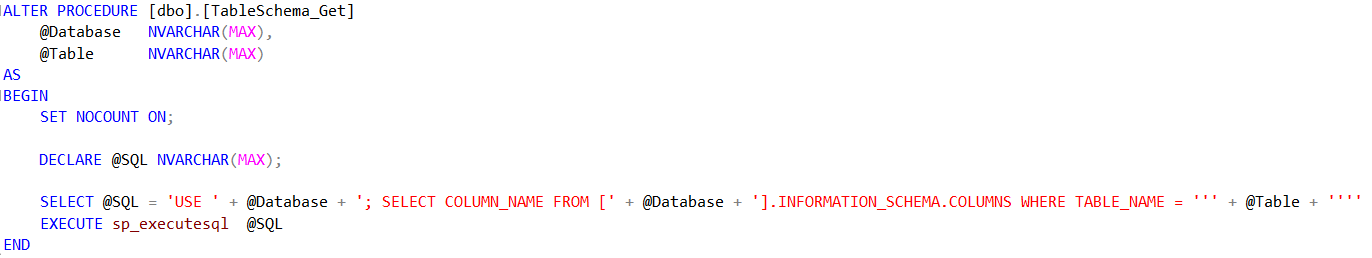 ALTER PROCEDURE [dbo].[TableSchema_Get]
    @Database   NVARCHAR(MAX),
    @Table      NVARCHAR(MAX)
AS
BEGIN
    SET NOCOUNT ON;
    DECLARE @SQL NVARCHAR(MAX);
    SELECT @SQL = 'USE ' + @Database + '; SELECT COLUMN_NAME FROM [' + @Database + '].INFORMATION_SCHEMA.COLUMNS WHERE TABLE_NAME = ''' + @Table + ''''
    EXECUTE sp_executesql  @SQL
END